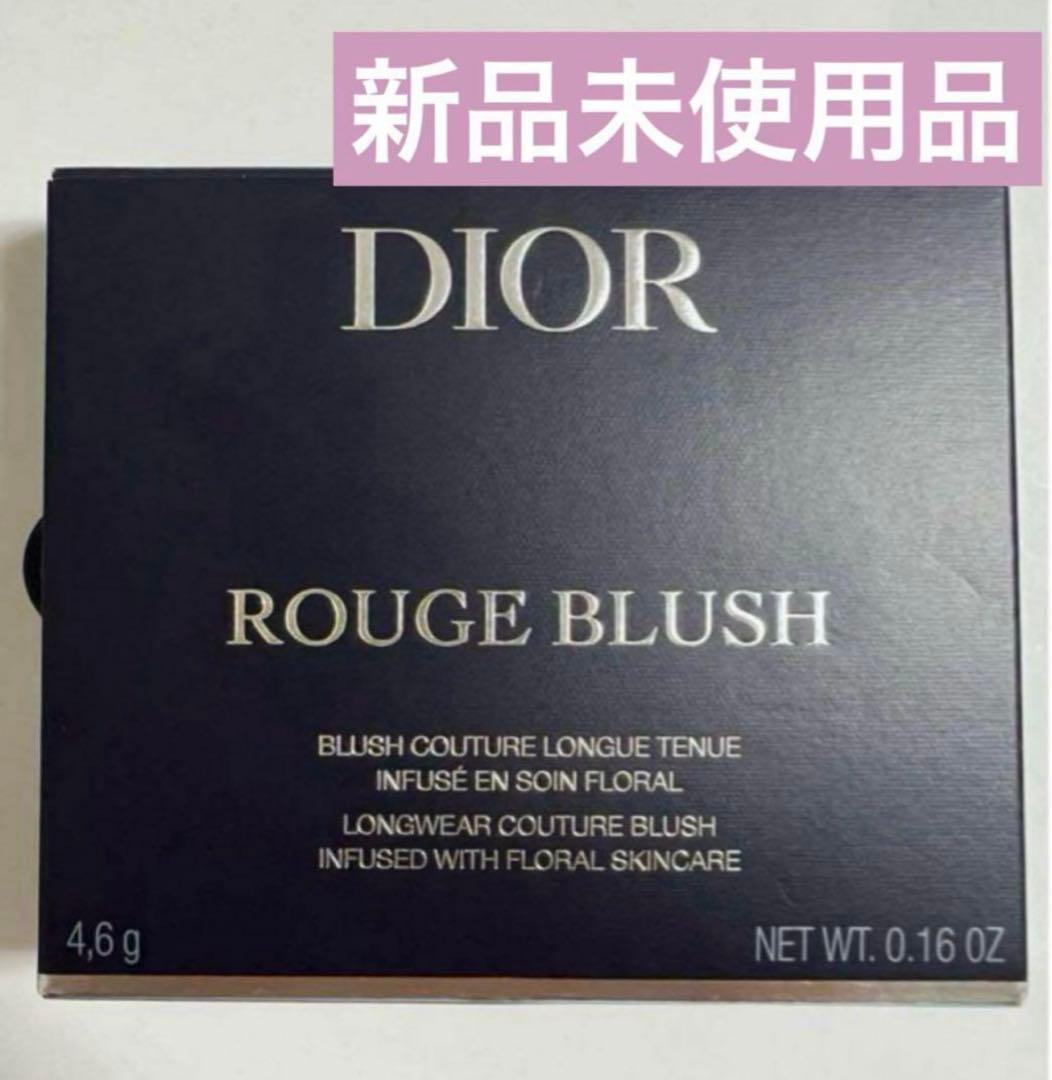 新品未使用品
DIOR
ROUGE BLUSH
BLUSH COUTURE LONGUE TENUE
INFUSÉ EN SOIN FLORAL
LONGWEAR COUTURE BLUSH
INFUSED WITH FLORAL SKINCARE
4,6 g
NET WT. 0.16 OZ